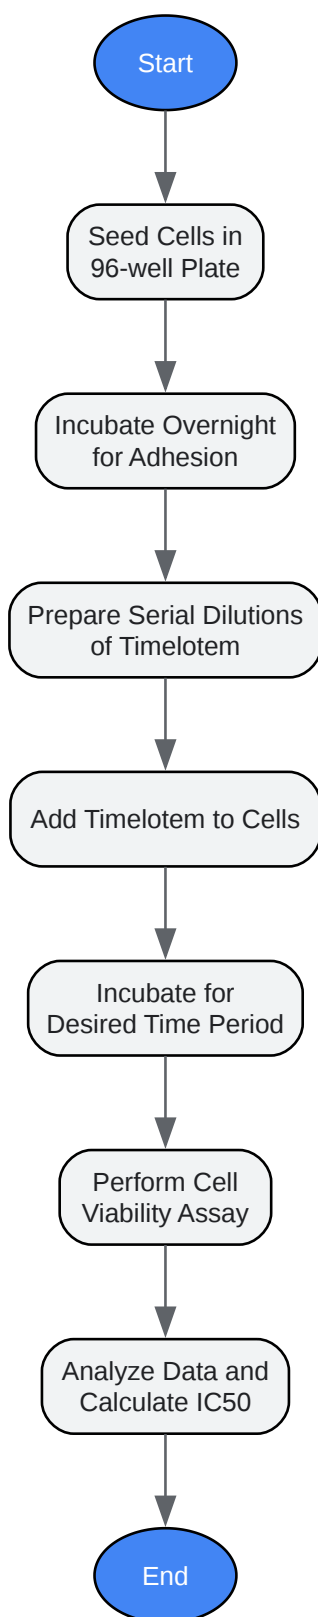 Start
Seed Cells in
96-well Plate
Incubate Overnight
for Adhesion
Prepare Serial Dilutions
of Timelotem
Add Timelotem to Cells
Incubate for
Desired Time Period
Perform Cell
Viability Assay
Analyze Data and
Calculate IC50
End